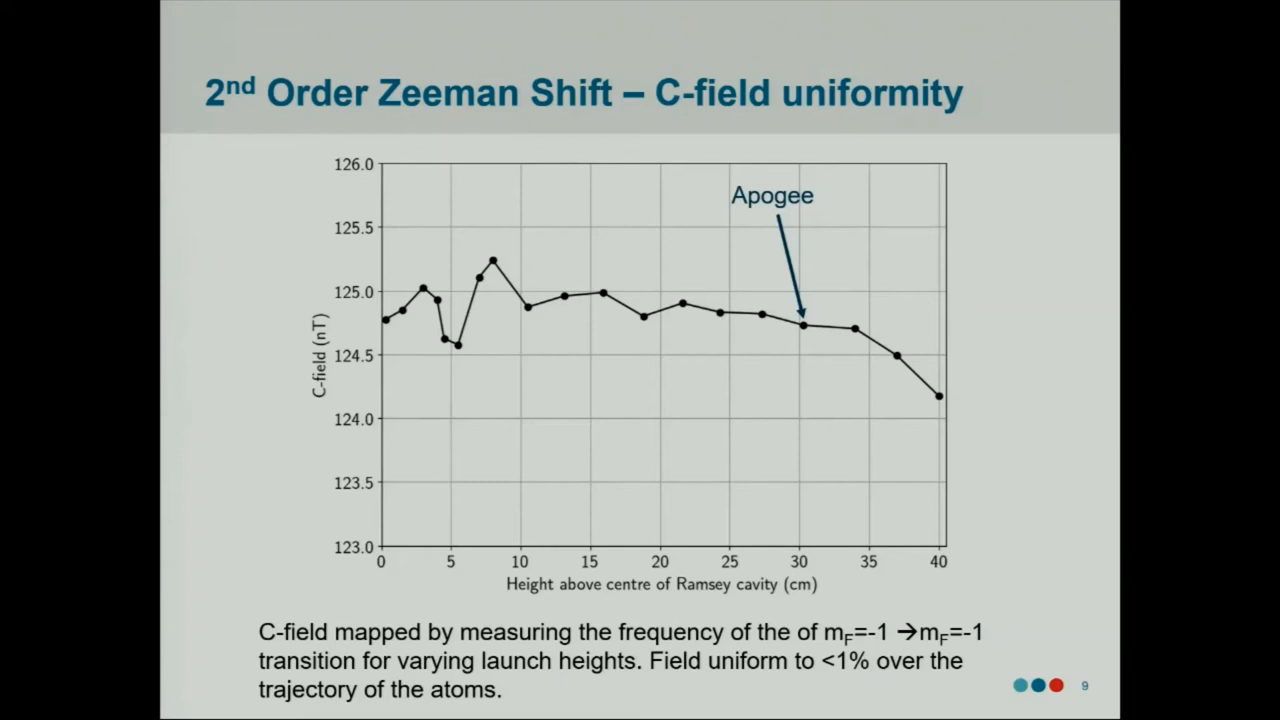 2nd Order Zeeman Shift – C-field uniformity
126.0
125.5
125.0
124.5
124.0
123.5
123.0
C-field (nT)
Apogee
0 5 10 15 20 25 30 35 40
Height above centre of Ramsey cavity (cm)
C-field mapped by measuring the frequency of the of mF=-1 →mF=-1
transition for varying launch heights. Field uniform to <1% over the
trajectory of the atoms.
9